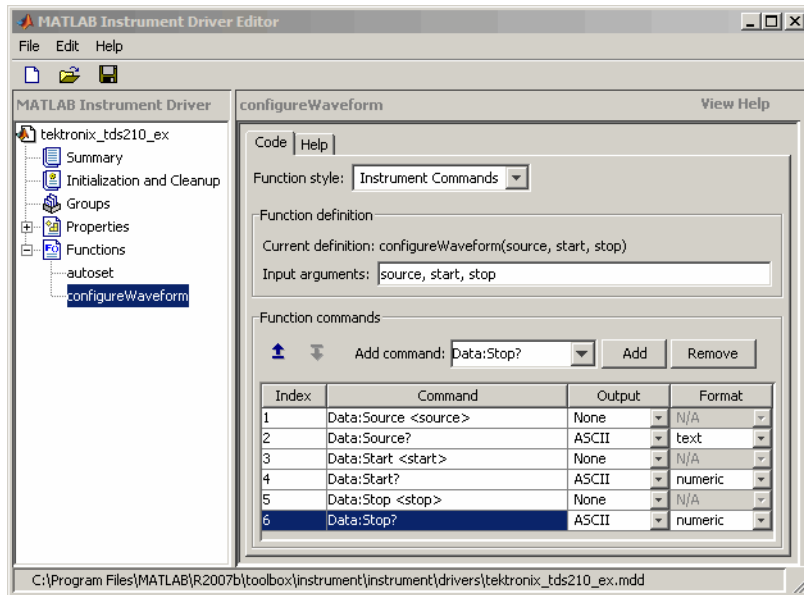 MATLAB Instrument Driver Editor
File Edit Help
MATLAB Instrument Driver
configureWaveform View Help
tektronix_tds210_ex
Summary
Initialization and Cleanup
Groups
Properties
Functions
autoset
configureWaveform
Code Help
Function style: Instrument Commands
Function definition
Current definition: configureWaveform(source, start, stop)
Input arguments: source, start, stop
Function commands
Add command: Data:Stop? Add Remove
Index Command Output Format
1 Data:Source <source> None N/A
2 Data:Source? ASCII text
3 Data:Start <start> None N/A
4 Data:Start? ASCII numeric
5 Data:Stop <stop> None N/A
6 Data:Stop? ASCII numeric
C:\Program Files\MATLAB\R2007b\toolbox\instrument\instrument\drivers\tektronix_tds210_ex.mdd